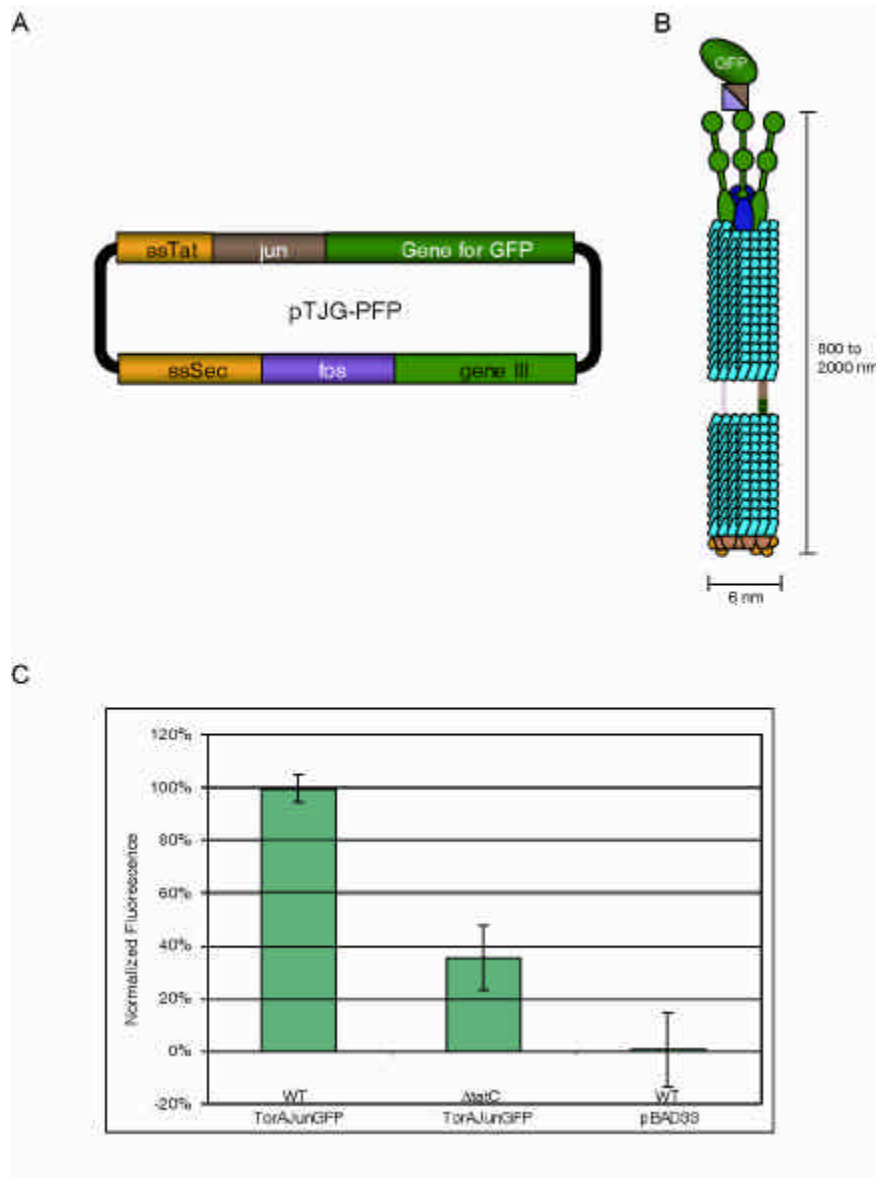 A
B
GFP
ssTat jun Gene for GFP
pTJG-PFP
ssSec fos gene III
800 to
2000 nm
6 nm
C
Normalized Fluorescence
120%
100%
80%
60%
40%
20%
0%
-20%
WT
TorAJunGFP
ΔtatC
TorAJunGFP
WT
pBAD33